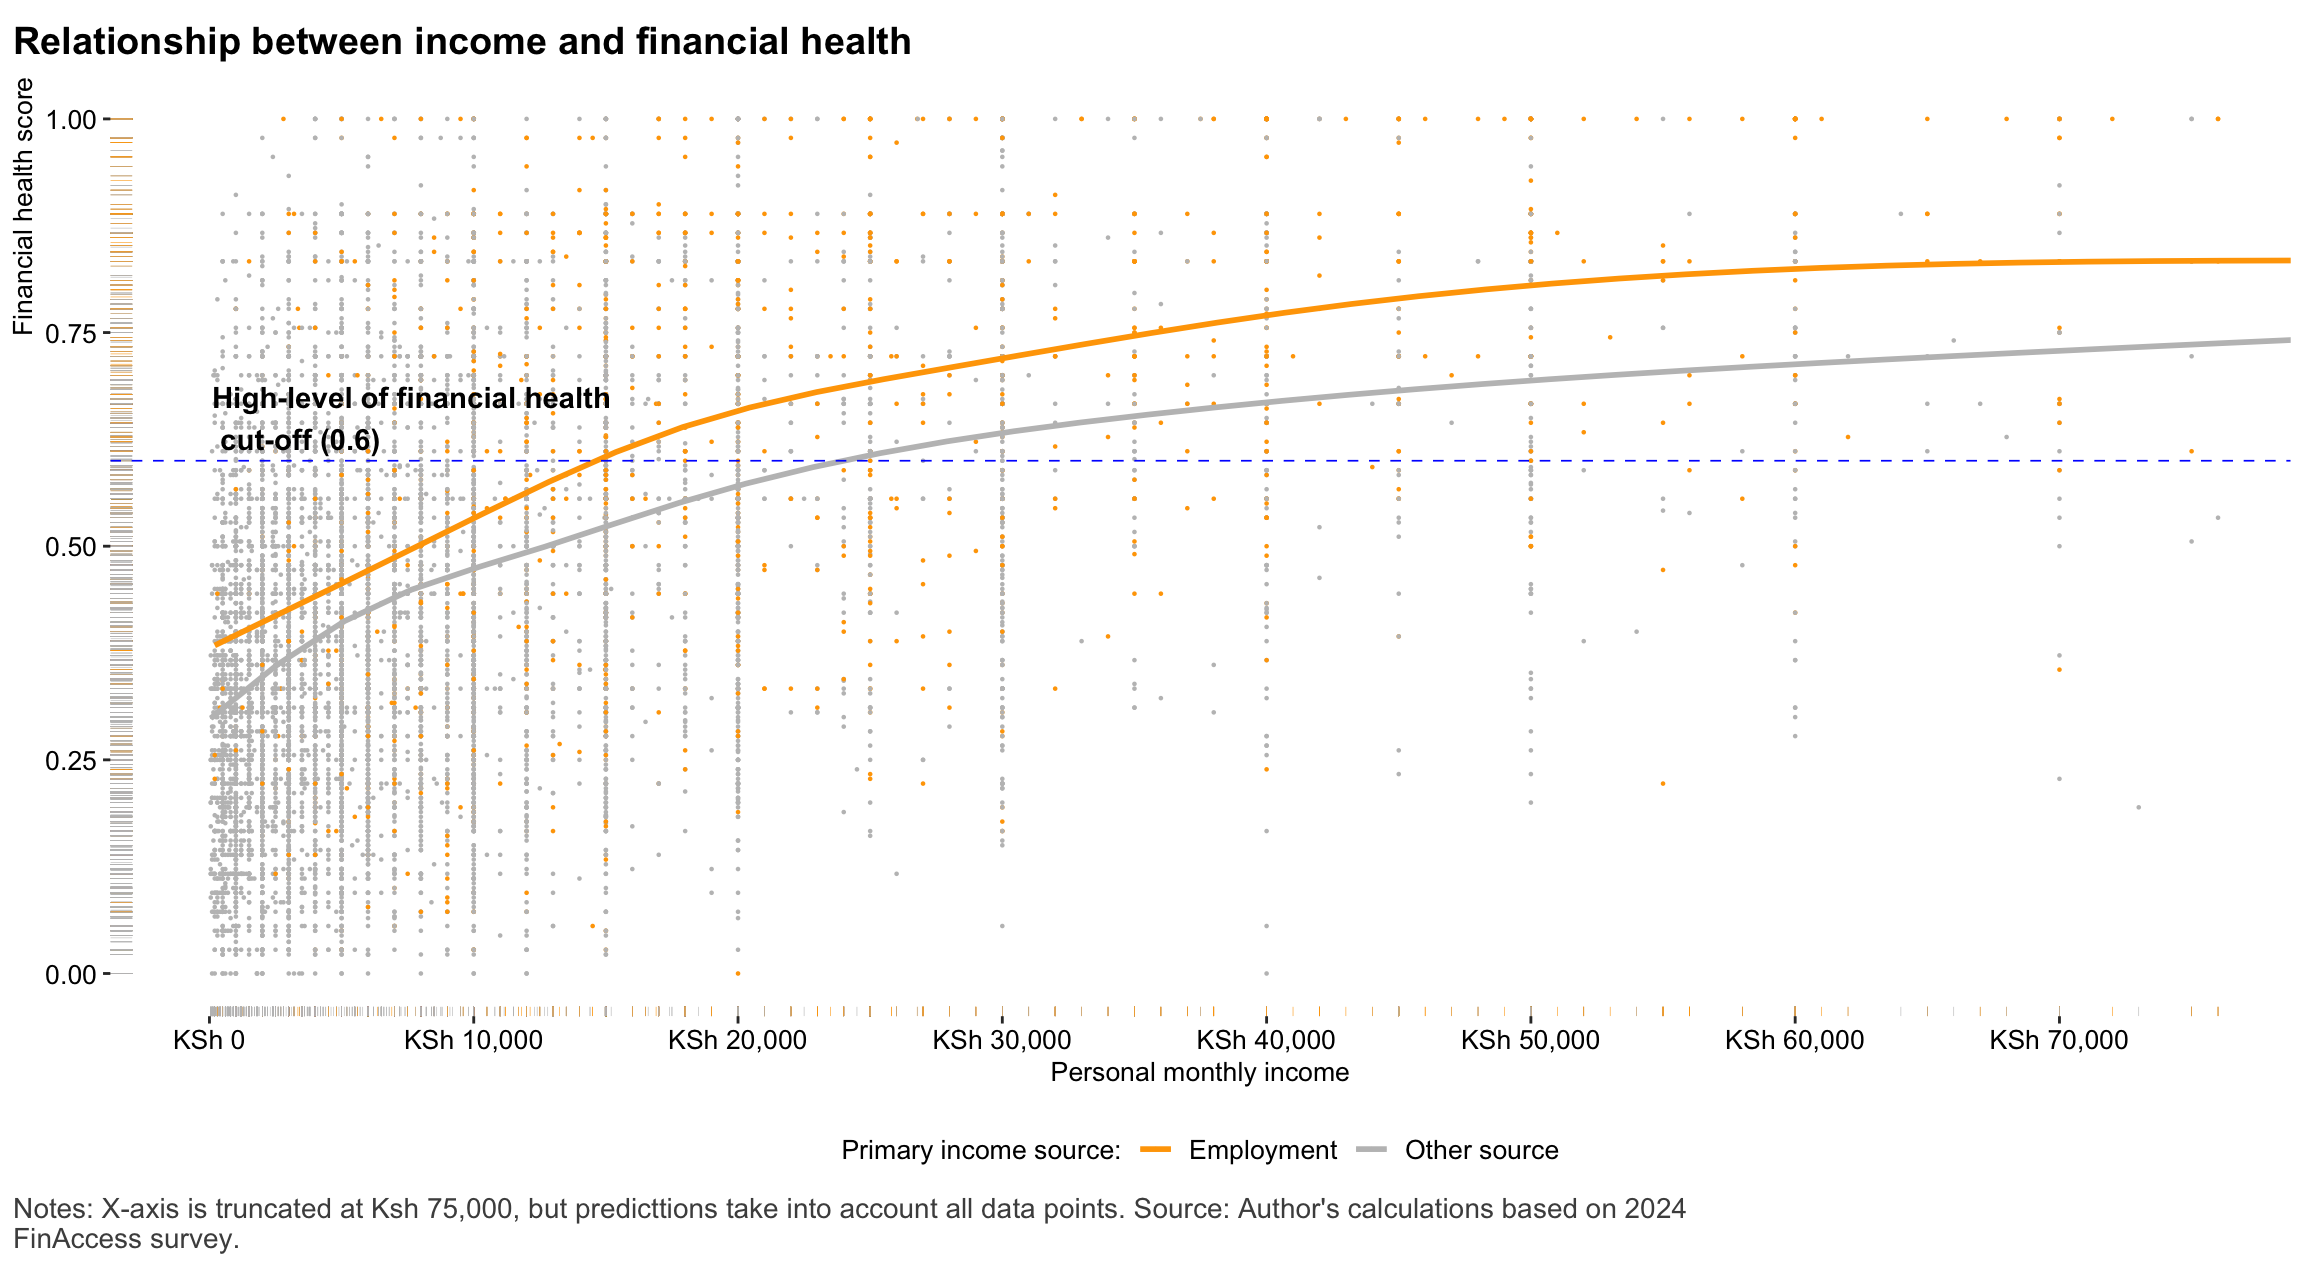 Relationship between income and financial health
Financial health score
1.00
0.75
0.50
0.25
0.00
High-level of financial health
cut-off (0.6)
KSh 0
KSh 10,000
KSh 20,000
KSh 30,000
KSh 40,000
KSh 50,000
KSh 60,000
KSh 70,000
Personal monthly income
Primary income source:
Employment
Other source
Notes: X-axis is truncated at Ksh 75,000, but predicttions take into account all data points. Source: Author's calculations based on 2024
FinAccess survey.